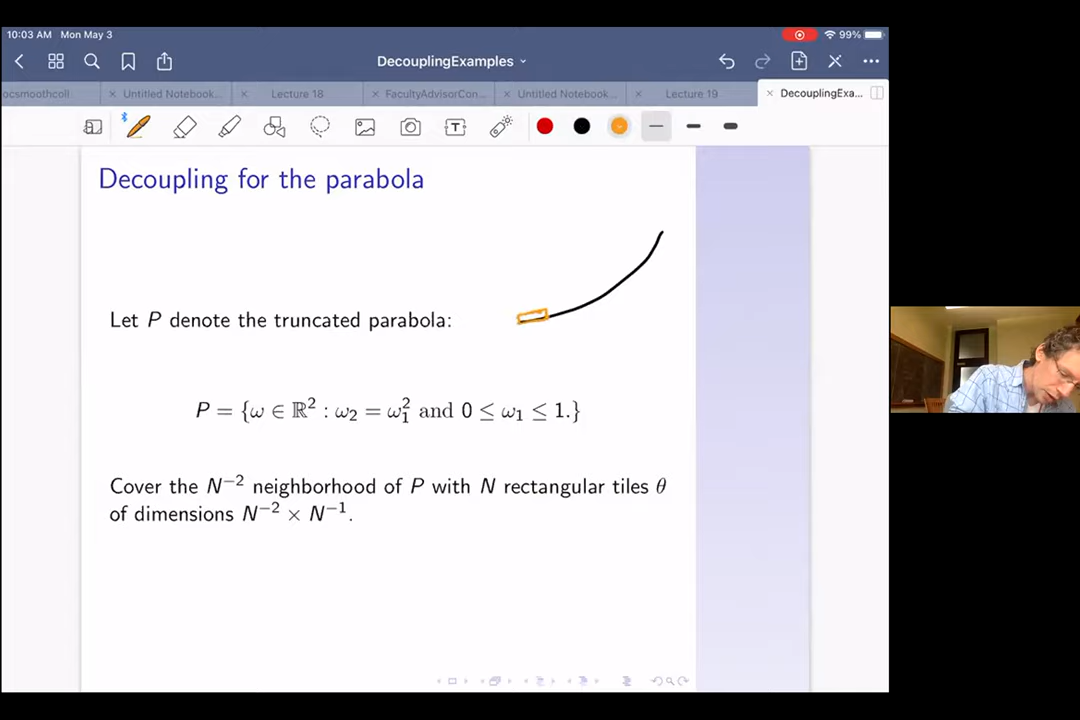 10:03 AM Mon May 3
99%
DecouplingExamples
ocsmoothcoll
Untitled Notebook...
Lecture 18
FacultyAdvisorCon...
Untitled Notebook...
Lecture 19
DecouplingExa...
Decoupling for the parabola
Let P denote the truncated parabola:
P = {ω ∈ ℝ² : ω₂ = ω₁² and 0 ≤ ω₁ ≤ 1.}
Cover the N⁻² neighborhood of P with N rectangular tiles θ
of dimensions N⁻² × N⁻¹.